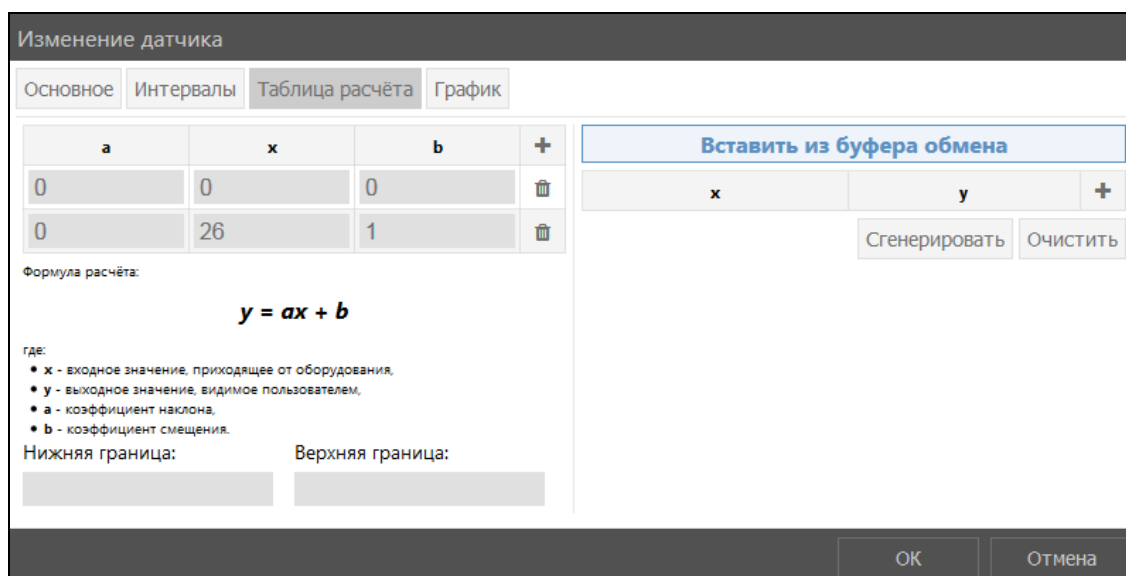 Изменение датчика
Основное Интервалы Таблица расчёта График
a x b +
0 0 0
0 26 1
Формула расчёта:
y = ax + b
где:
• x - входное значение, приходящее от оборудования,
• y - выходное значение, видимое пользователем,
• a - коэффициент наклона,
• b - коэффициент смещения.
Нижняя граница: Верхняя граница:
Вставить из буфера обмена
x y +
Сгенерировать Очистить
OK Отмена